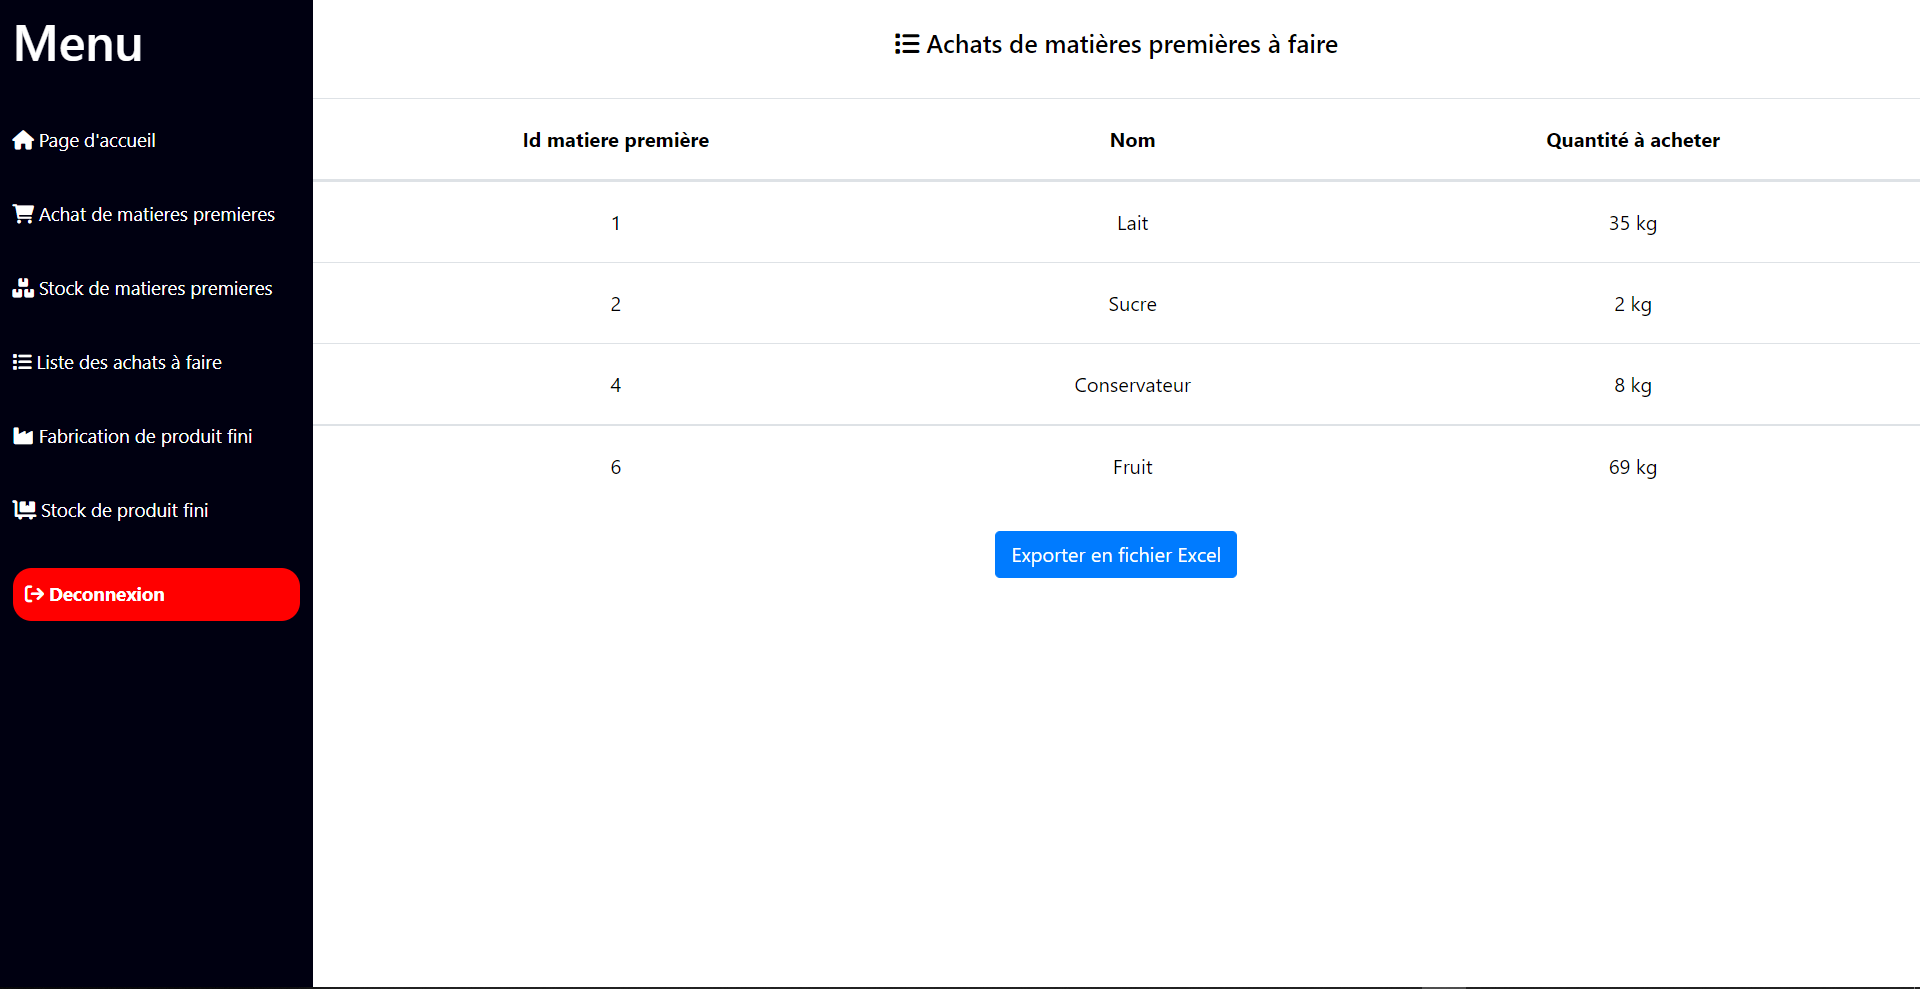 Menu
Page d'accueil
Achat de matieres premieres
Stock de matieres premieres
Liste des achats à faire
Fabrication de produit fini
Stock de produit fini
Deconnexion
Achats de matières premières à faire
Id matiere première Nom Quantité à acheter
1 Lait 35 kg
2 Sucre 2 kg
4 Conservateur 8 kg
6 Fruit 69 kg
Exporter en fichier Excel